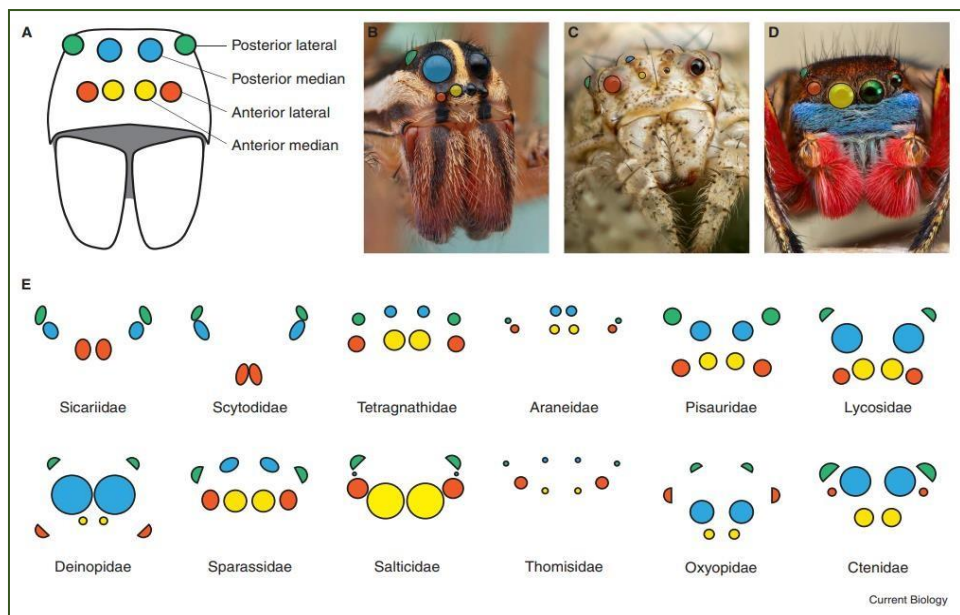 A
Posterior lateral
Posterior median
Anterior lateral
Anterior median
B
C
D
E
Sicariidae
Scytodidae
Tetragnathidae
Araneidae
Pisauridae
Lycosidae
Deinopidae
Sparassidae
Salticidae
Thomisidae
Oxyopidae
Ctenidae
Current Biology